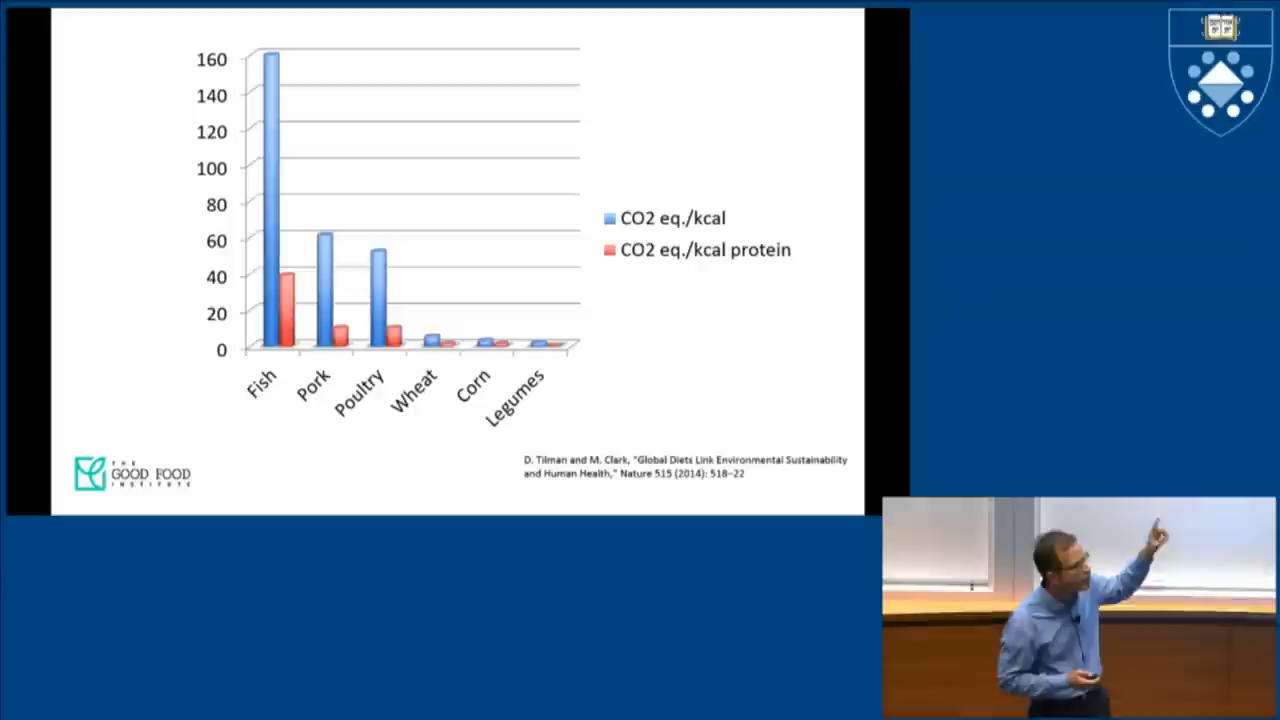 160
140
120
100
80
60
40
20
0
Fish
Pork
Poultry
Wheat
Corn
Legumes
CO2 eq./kcal
CO2 eq./kcal protein
THE
GOOD FOOD
INSTITUTE
D. Tilman and M. Clark, "Global Diets Link Environmental Sustainability
and Human Health," Nature 515 (2014): 518–22